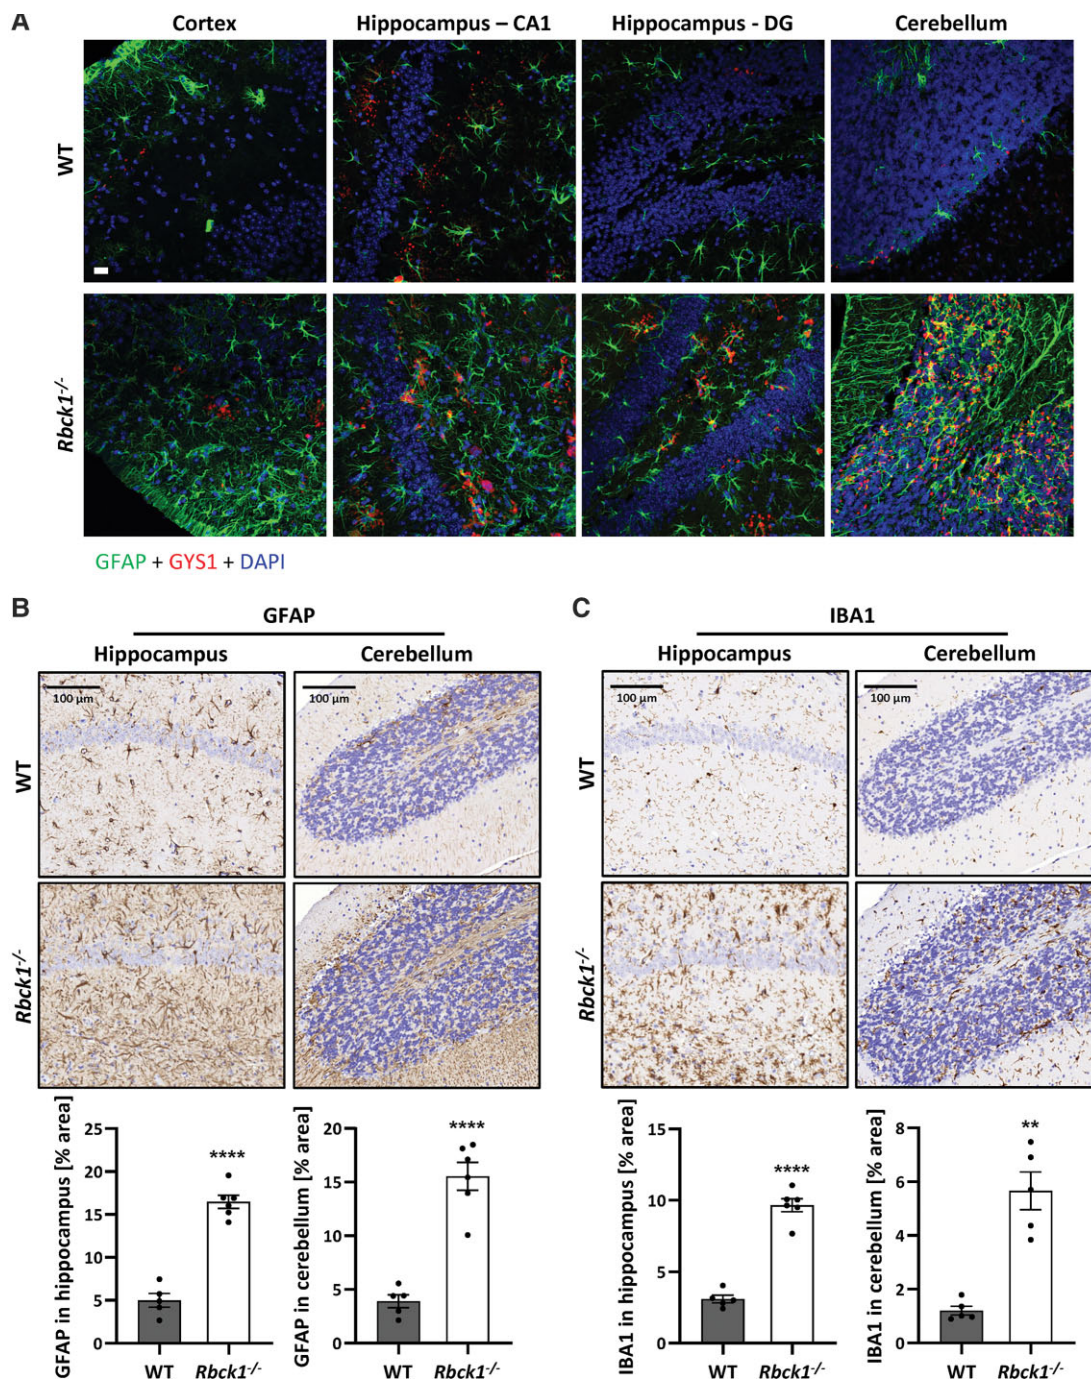 A
Cortex
Hippocampus – CA1
Hippocampus - DG
Cerebellum
WT
Rbck1-/-
GFAP + GYS1 + DAPI
B
GFAP
Hippocampus
Cerebellum
100 μm
100 μm
WT
Rbck1-/-
GFAP in hippocampus [% area]
25
20
15
10
5
0
****
WT
Rbck1-/-
GFAP in cerebellum [% area]
20
15
10
5
0
****
WT
Rbck1-/-
C
IBA1
Hippocampus
Cerebellum
100 μm
100 μm
WT
Rbck1-/-
IBA1 in hippocampus [% area]
15
10
5
0
****
WT
Rbck1-/-
IBA1 in cerebellum [% area]
8
6
4
2
0
**
WT
Rbck1-/-